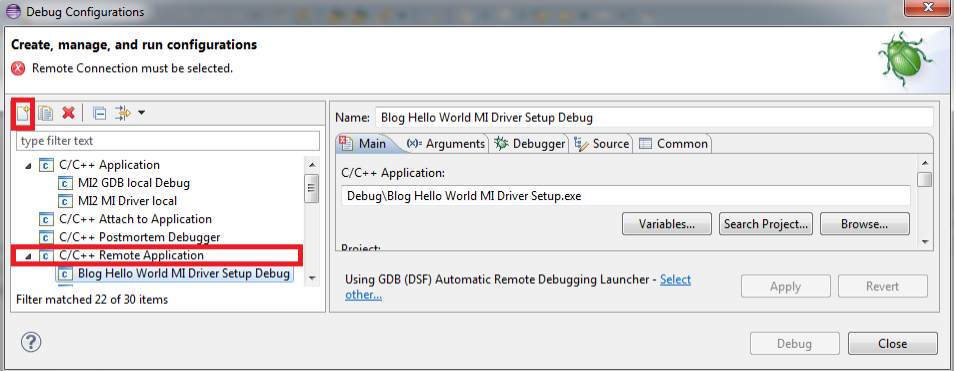 Debug Configurations
Create, manage, and run configurations
Remote Connection must be selected.
type filter text
C/C++ Application
MI2 GDB local Debug
MI2 MI Driver local
C/C++ Attach to Application
C/C++ Postmortem Debugger
C/C++ Remote Application
Blog Hello World MI Driver Setup Debug
Filter matched 22 of 30 items
Name: Blog Hello World MI Driver Setup Debug
Main (x)= Arguments Debugger Source Common
C/C++ Application:
Debug\Blog Hello World MI Driver Setup.exe
Variables... Search Project... Browse...
Project:
Using GDB (DSF) Automatic Remote Debugging Launcher - Select
other...
Apply Revert
? Debug Close